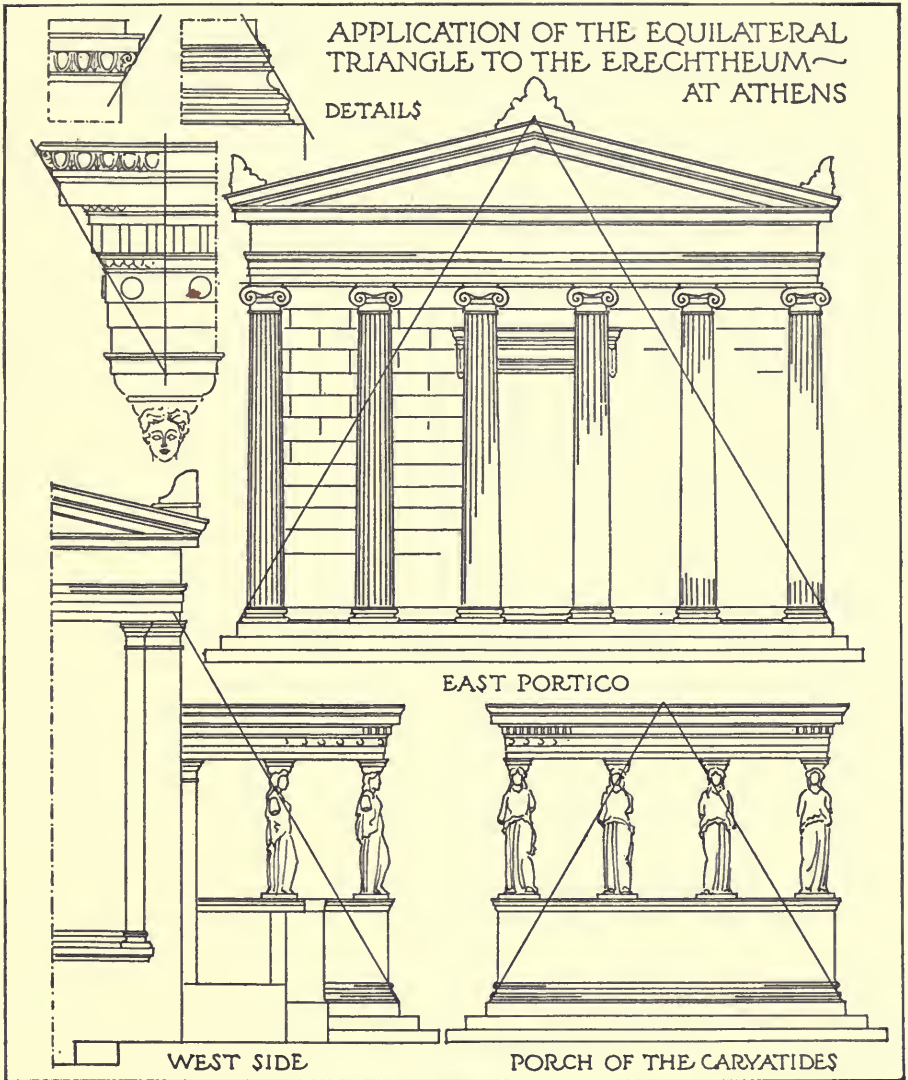 APPLICATION OF THE EQUILATERAL
TRIANGLE TO THE ERECHTHEUM~
AT ATHENS
DETAILS
EAST PORTICO
WEST SIDE
PORCH OF THE CARYATIDES